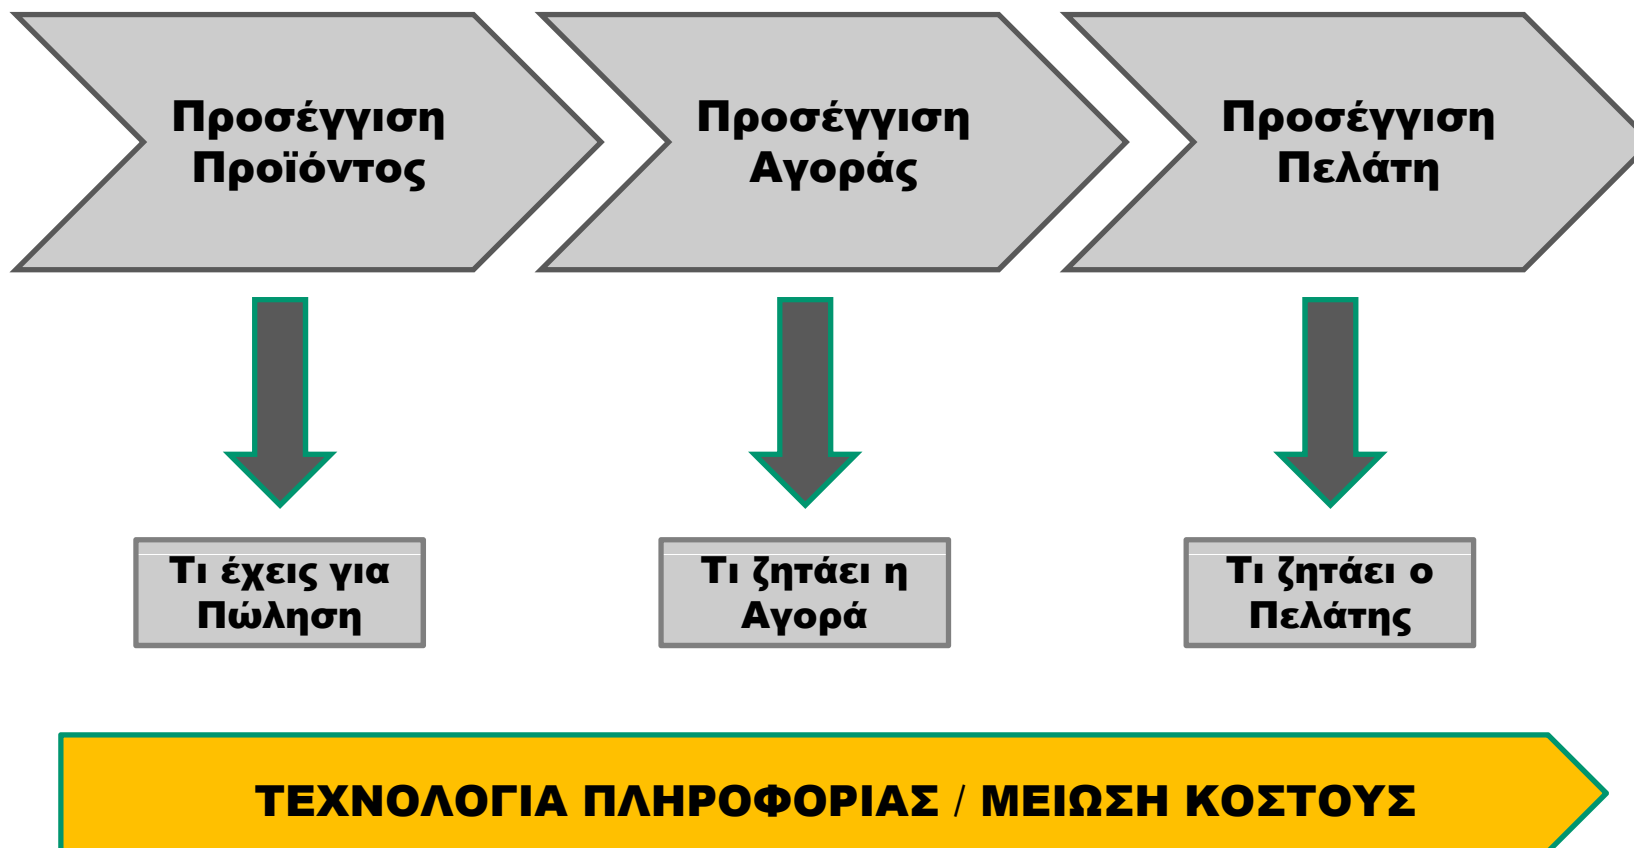 Προσέγγιση
Προϊόντος
Προσέγγιση
Αγοράς
Προσέγγιση
Πελάτη
Τι έχεις για
Πώληση
Τι ζητάει η
Αγορά
Τι ζητάει ο
Πελάτης
ΤΕΧΝΟΛΟΓΙΑ ΠΛΗΡΟΦΟΡΙΑΣ / ΜΕΙΩΣΗ ΚΟΣΤΟΥΣ